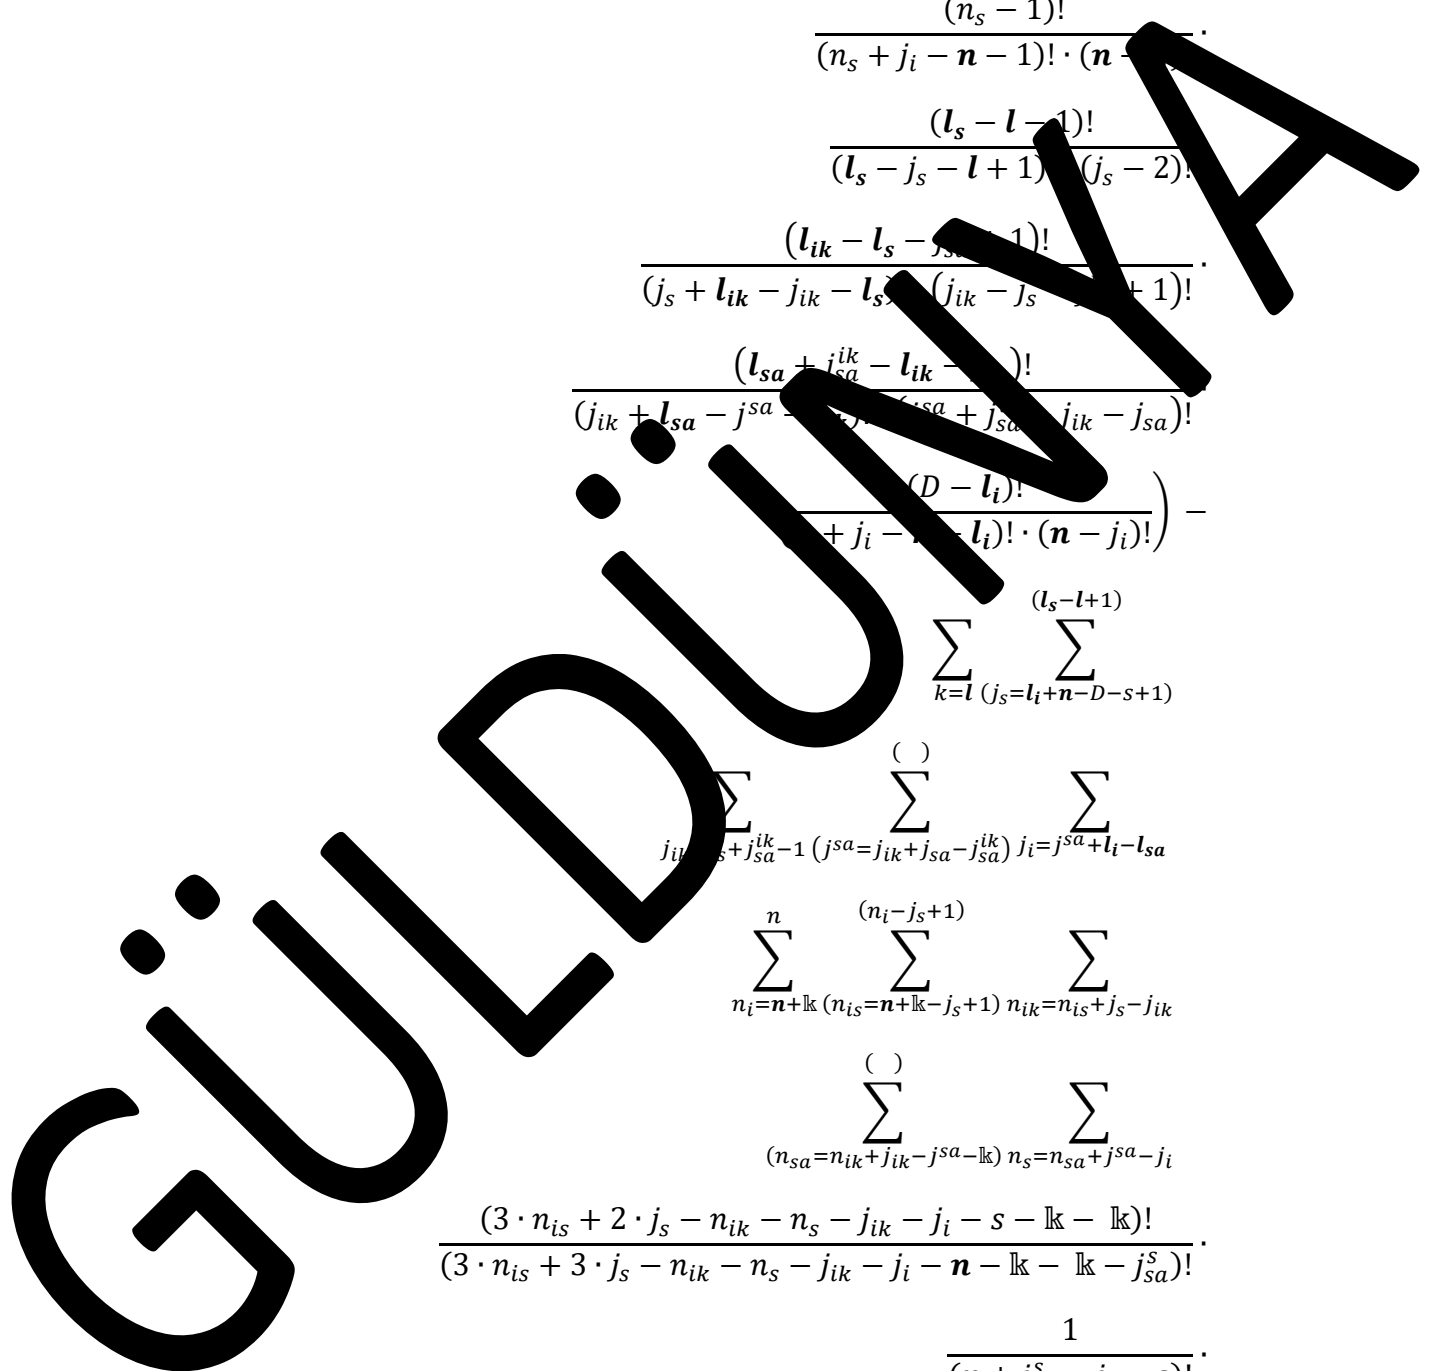 (n_s − 1)!
(n_s + j_i − n − 1)! · (n − ·
(l_s − l − 1)!
(l_s − j_s − l + 1) (j_s − 2)!
(l_ik − l_s − 1)!
(j_s + l_ik − j_ik − l_s) (j_ik − j_s + 1)! ·
(l_sa + j_sa^ik − l_ik − )!
(j_ik + l_sa − j^sa − j^sa + j_sa j_ik − j_sa)!
(D − l_i)!
+ j_i − l_i)! · (n − j_i)! ) −
(l_s−l+1)
∑ ∑
k=l (j_s=l_i+n−D−s+1)
( )
∑ ∑ ∑
j_ik s+j_sa^ik−1 (j^sa=j_ik+j_sa−j_sa^ik) j_i=j^sa+l_i−l_sa
n (n_i−j_s+1)
∑ ∑ ∑
n_i=n+𝕜 (n_is=n+𝕜−j_s+1) n_ik=n_is+j_s−j_ik
( )
∑ ∑
(n_sa=n_ik+j_ik−j^sa−𝕜) n_s=n_sa+j^sa−j_i
(3 · n_is + 2 · j_s − n_ik − n_s − j_ik − j_i − s − 𝕜 − 𝕜)!
(3 · n_is + 3 · j_s − n_ik − n_s − j_ik − j_i − n − 𝕜 − 𝕜 − j_sa^s)! ·
1
·
GÜLDÜNYA